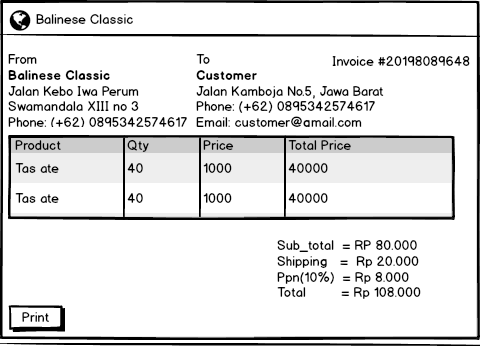 Balinese Classic
From To Invoice #20198089648
Balinese Classic Customer
Jalan Kebo Iwa Perum Jalan Kamboja No.5, Jawa Barat
Swamandala XIII no 3 Phone: (+62) 0895342574617
Phone: (+62) 0895342574617 Email: customer@amail.com
Product Qty Price Total Price
Tas ate 40 1000 40000
Tas ate 40 1000 40000
Sub_total = RP 80.000
Shipping = Rp 20.000
Ppn(10%) = Rp 8.000
Total = Rp 108.000
Print